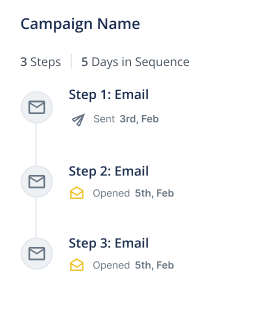 Campaign Name
3 Steps 5 Days in Sequence
Step 1: Email
Sent 3rd, Feb
Step 2: Email
Opened 5th, Feb
Step 3: Email
Opened 5th, Feb